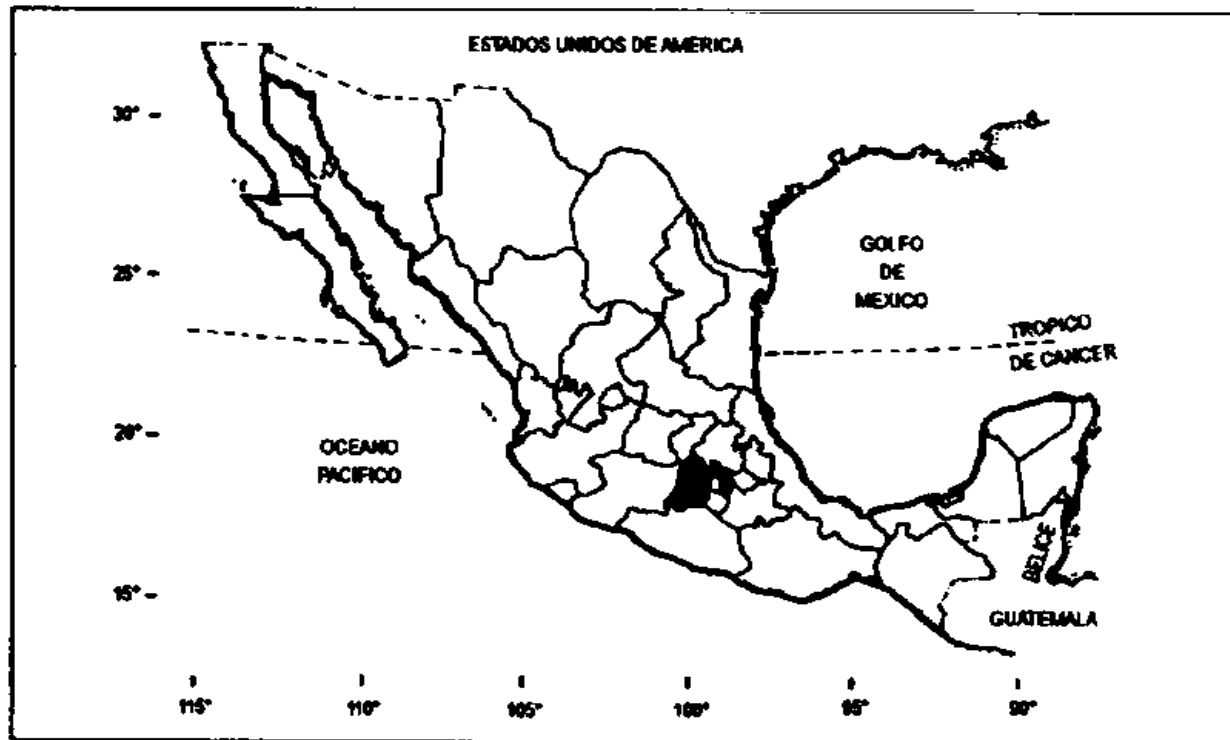 ESTADOS UNIDOS DE AMERICA
30°
25°
20°
15°
GOLFO
DE
MEXICO
TROPICO
DE CANCER
OCEANO
PACIFICO
BELICE
GUATEMALA
115°
110°
105°
100°
95°
90°